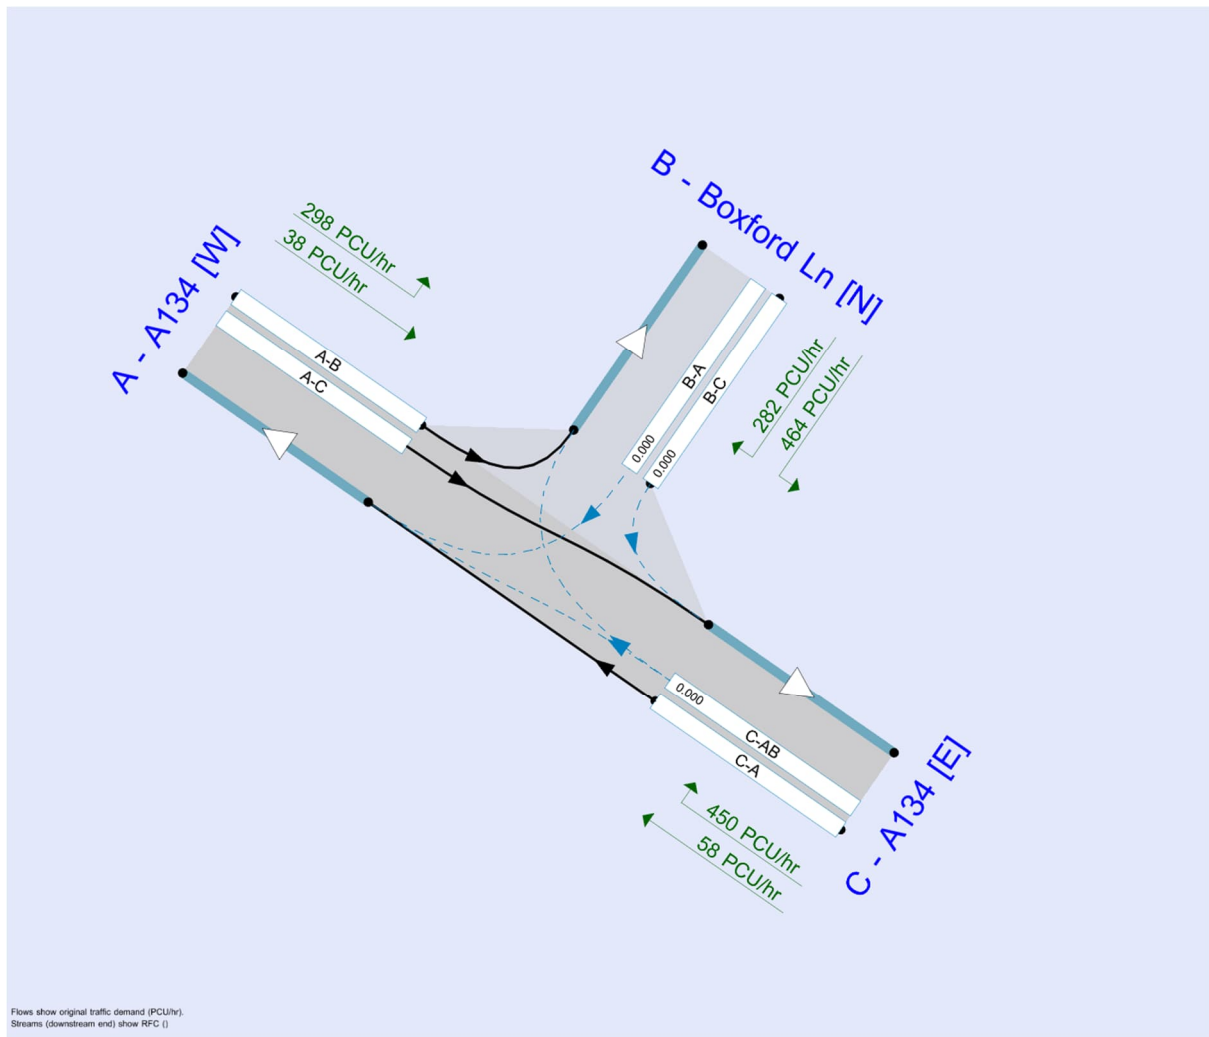 B - Boxford Ln [N]
A - A134 [W]
298 PCU/hr
38 PCU/hr
A-B
A-C
B-A
B-C
0.000
0.000
282 PCU/hr
464 PCU/hr
0.000
C-AB
C-A
C - A134 [E]
450 PCU/hr
58 PCU/hr
Flows show original traffic demand (PCU/hr).
Streams (downstream end) show RFC ()